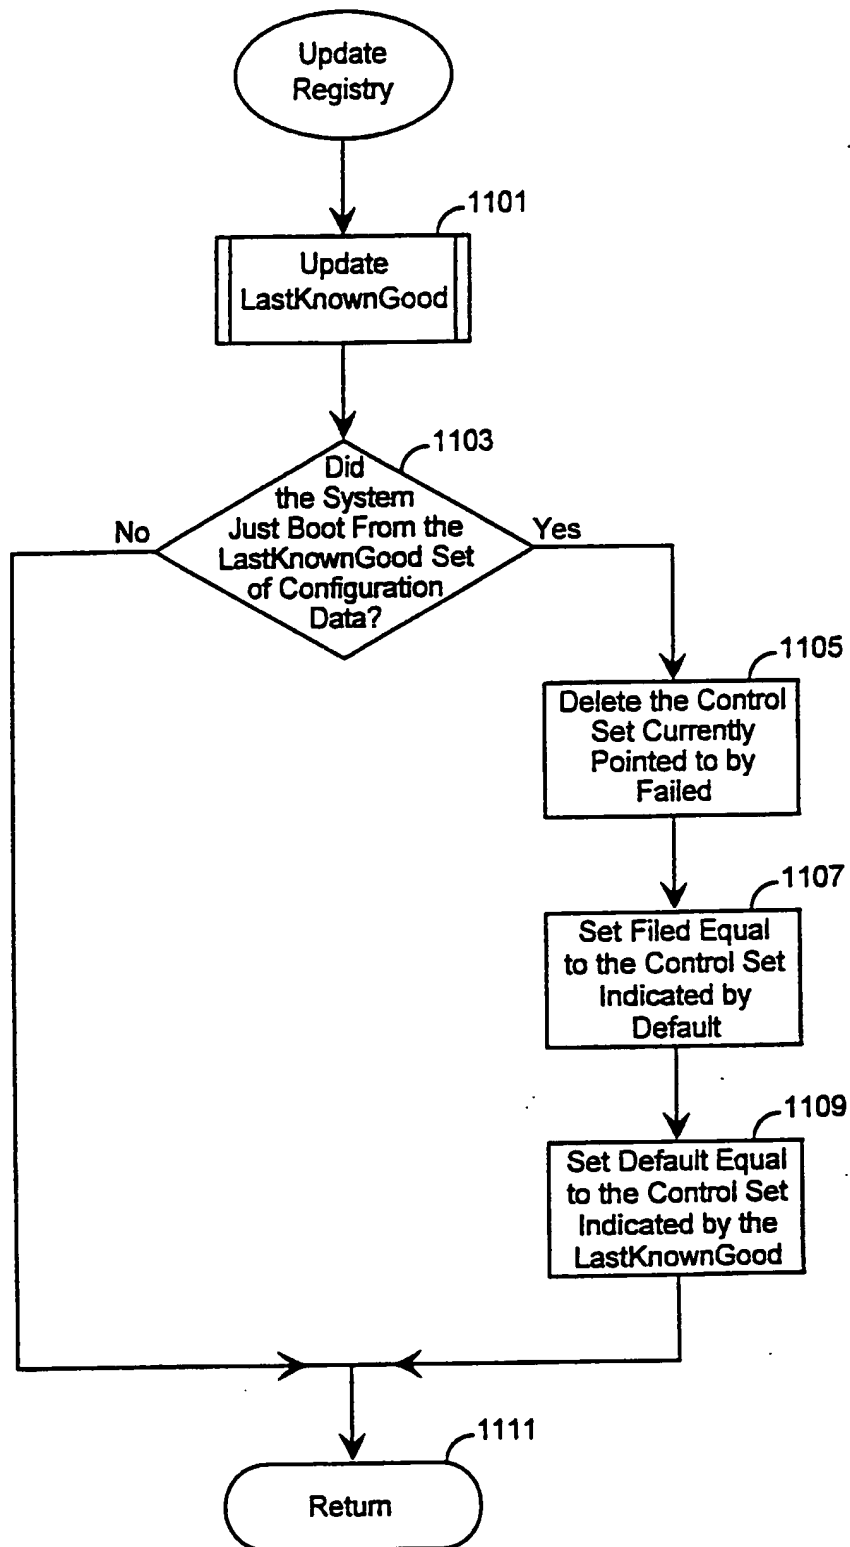 Update
Registry
1101
Update
LastKnownGood
1103
Did
the System
Just Boot From the
LastKnownGood Set
of Configuration
Data?
No
Yes
1105
Delete the Control
Set Currently
Pointed to by
Failed
1107
Set Filed Equal
to the Control Set
Indicated by
Default
1109
Set Default Equal
to the Control Set
Indicated by the
LastKnownGood
1111
Return